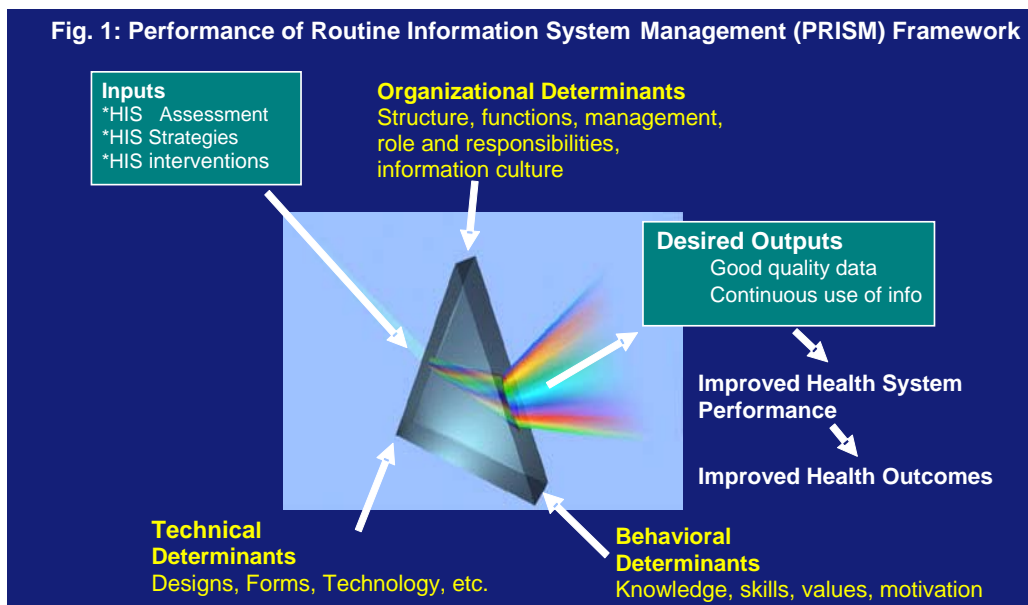 Fig. 1: Performance of Routine Information System Management (PRISM) Framework
Inputs
*HIS Assessment
*HIS Strategies
*HIS interventions
Organizational Determinants
Structure, functions, management,
role and responsibilities,
information culture
Desired Outputs
Good quality data
Continuous use of info
Improved Health System
Performance
Improved Health Outcomes
Technical
Determinants
Designs, Forms, Technology, etc.
Behavioral
Determinants
Knowledge, skills, values, motivation